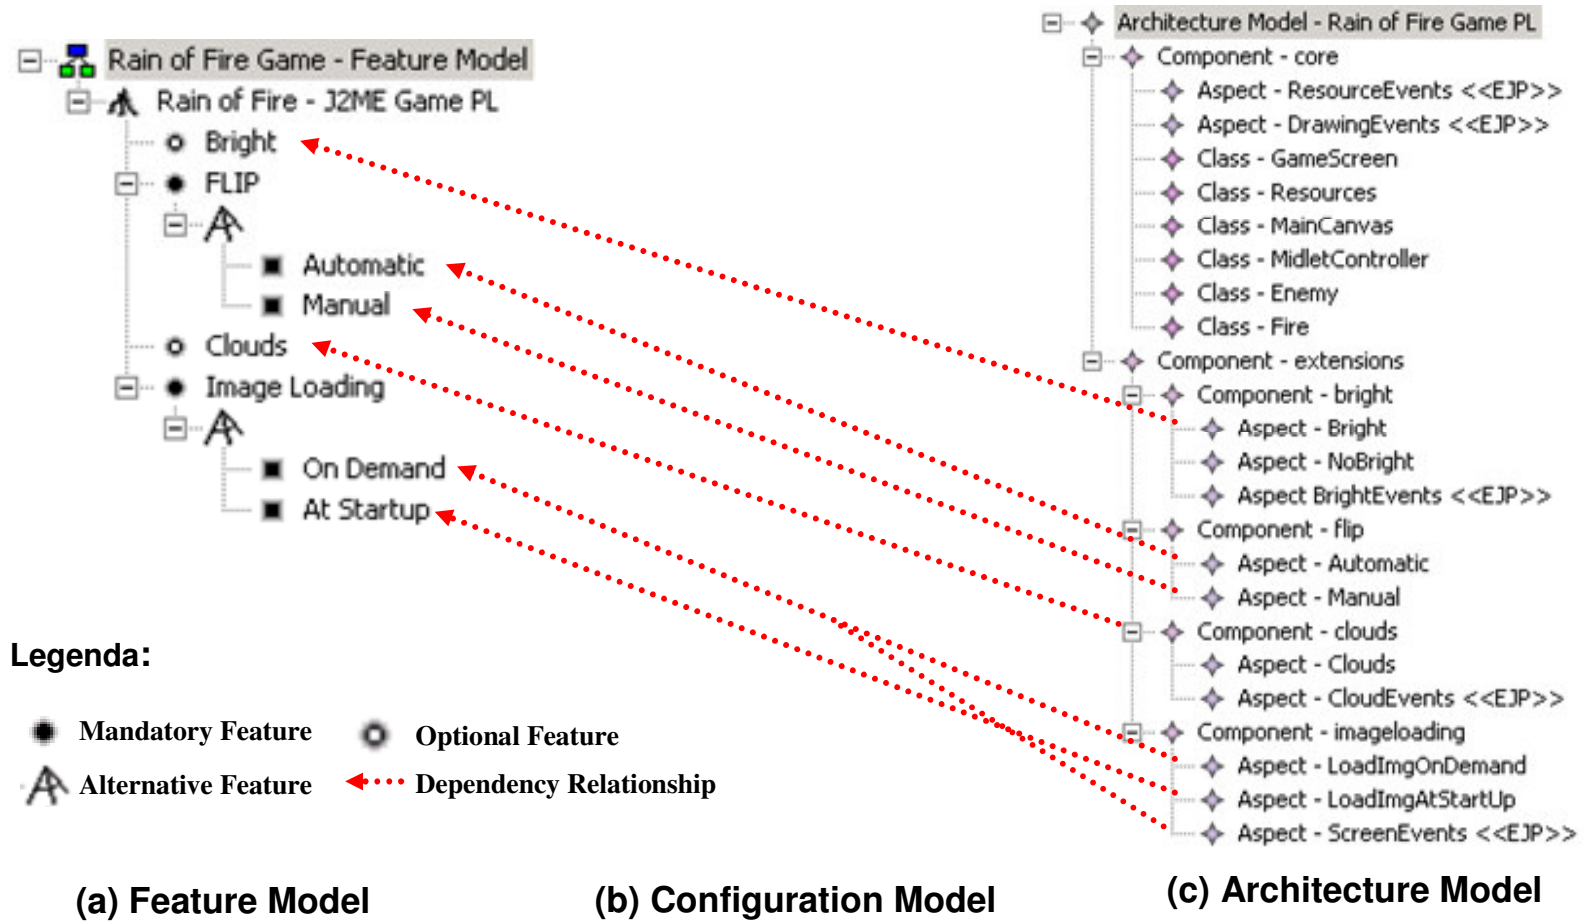 Rain of Fire Game - Feature Model
Rain of Fire - J2ME Game PL
Bright
FLIP
Automatic
Manual
Clouds
Image Loading
On Demand
At Startup
Legenda:
Mandatory Feature
Optional Feature
Alternative Feature
Dependency Relationship
(a) Feature Model
(b) Configuration Model
Architecture Model - Rain of Fire Game PL
Component - core
Aspect - ResourceEvents <<EJP>>
Aspect - DrawingEvents <<EJP>>
Class - GameScreen
Class - Resources
Class - MainCanvas
Class - MidletController
Class - Enemy
Class - Fire
Component - extensions
Component - bright
Aspect - Bright
Aspect - NoBright
Aspect BrightEvents <<EJP>>
Component - flip
Aspect - Automatic
Aspect - Manual
Component - clouds
Aspect - Clouds
Aspect - CloudEvents <<EJP>>
Component - imageloading
Aspect - LoadImgOnDemand
Aspect - LoadImgAtStartUp
Aspect - ScreenEvents <<EJP>>
(c) Architecture Model